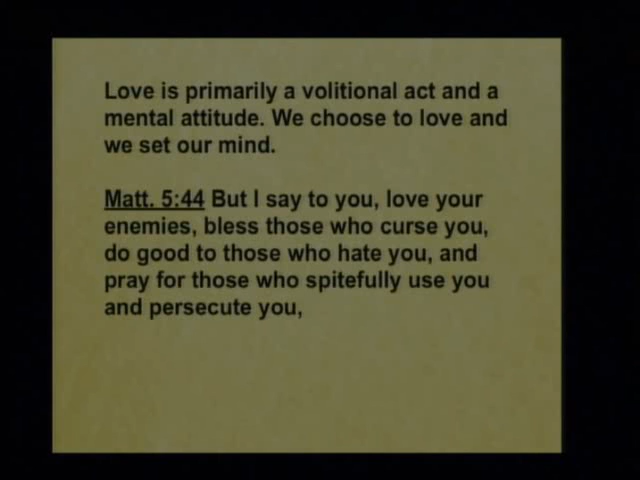 Love is primarily a volitional act and a
mental attitude. We choose to love and
we set our mind.
Matt. 5:44 But I say to you, love your
enemies, bless those who curse you,
do good to those who hate you, and
pray for those who spitefully use you
and persecute you,